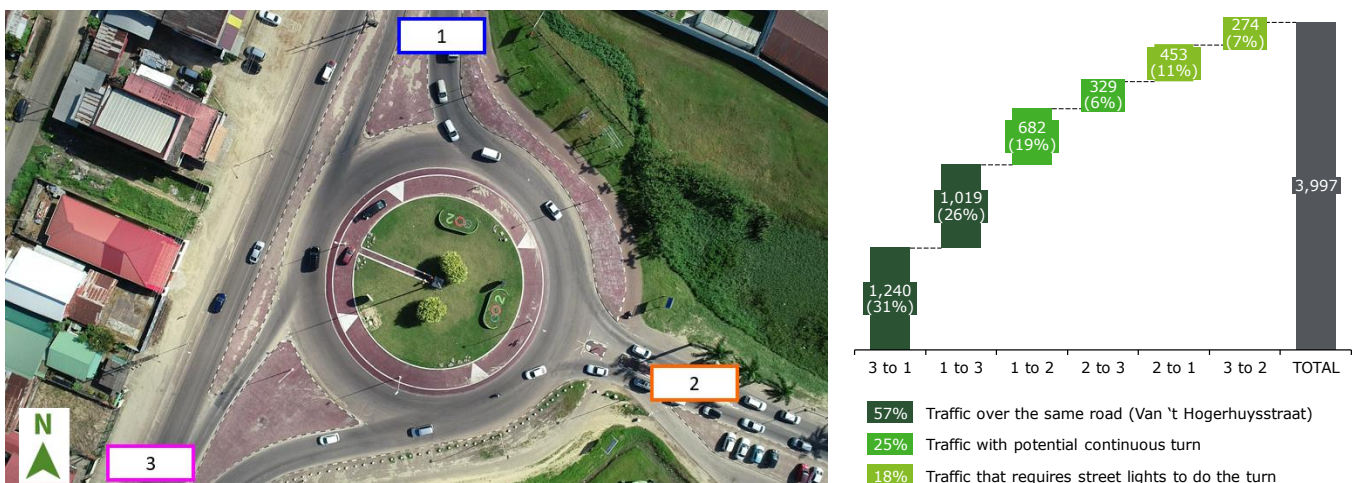 1
2
3
N
2
2
1,240
(31%)
1,019
(26%)
682
(19%)
329
(6%)
453
(11%)
274
(7%)
3,997
3 to 1
1 to 3
1 to 2
2 to 3
2 to 1
3 to 2
TOTAL
57% Traffic over the same road (Van ‘t Hogerhuysstraat)
25% Traffic with potential continuous turn
18% Traffic that requires street lights to do the turn